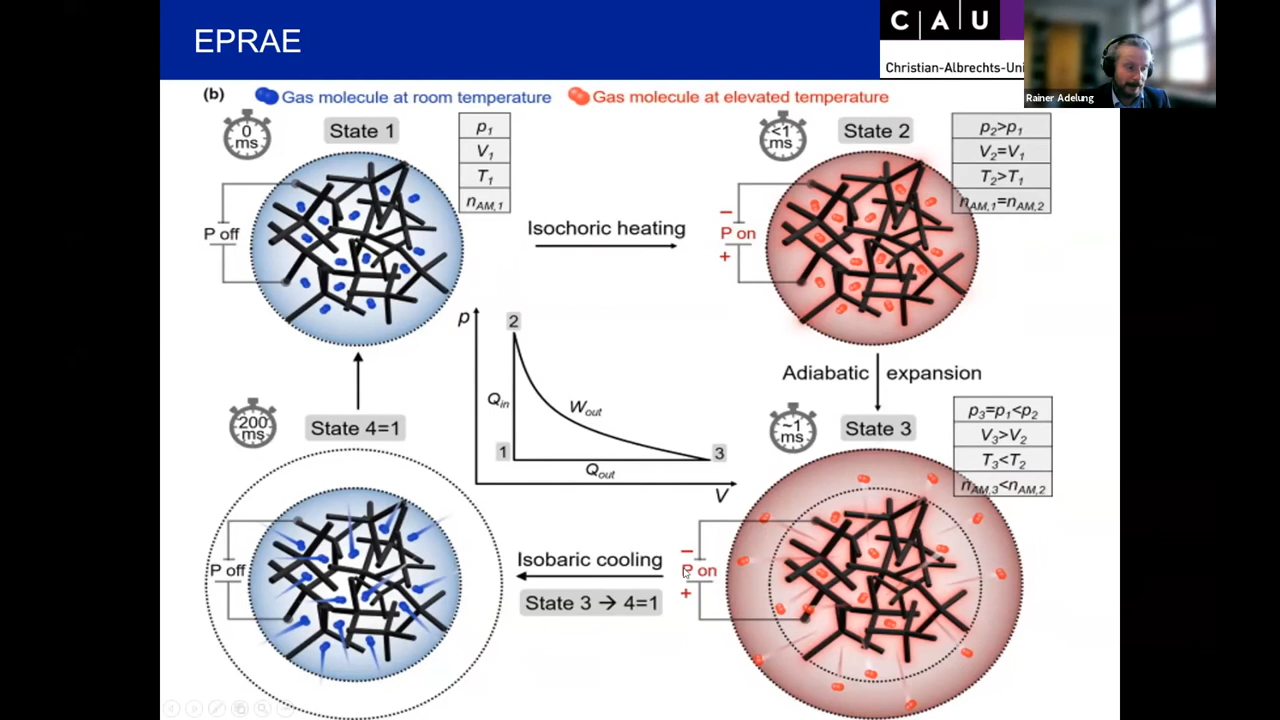 EPRAE
C A U
Christian-Albrechts-Uni
Rainer Adelung
(b) Gas molecule at room temperature Gas molecule at elevated temperature
0 ms
State 1
p1
V1
T1
nAM,1
P off
Isochoric heating
<1 ms
State 2
p2>p1
V2=V1
T2>T1
nAM,1=nAM,2
−
P on
+
p
2
Qin
Wout
1
3
Qout
V
Adiabatic expansion
~1 ms
State 3
p3=p1<p2
V3>V2
T3<T2
nAM,3<nAM,2
−
P on
+
Isobaric cooling
State 3 → 4=1
200 ms
State 4=1
P off